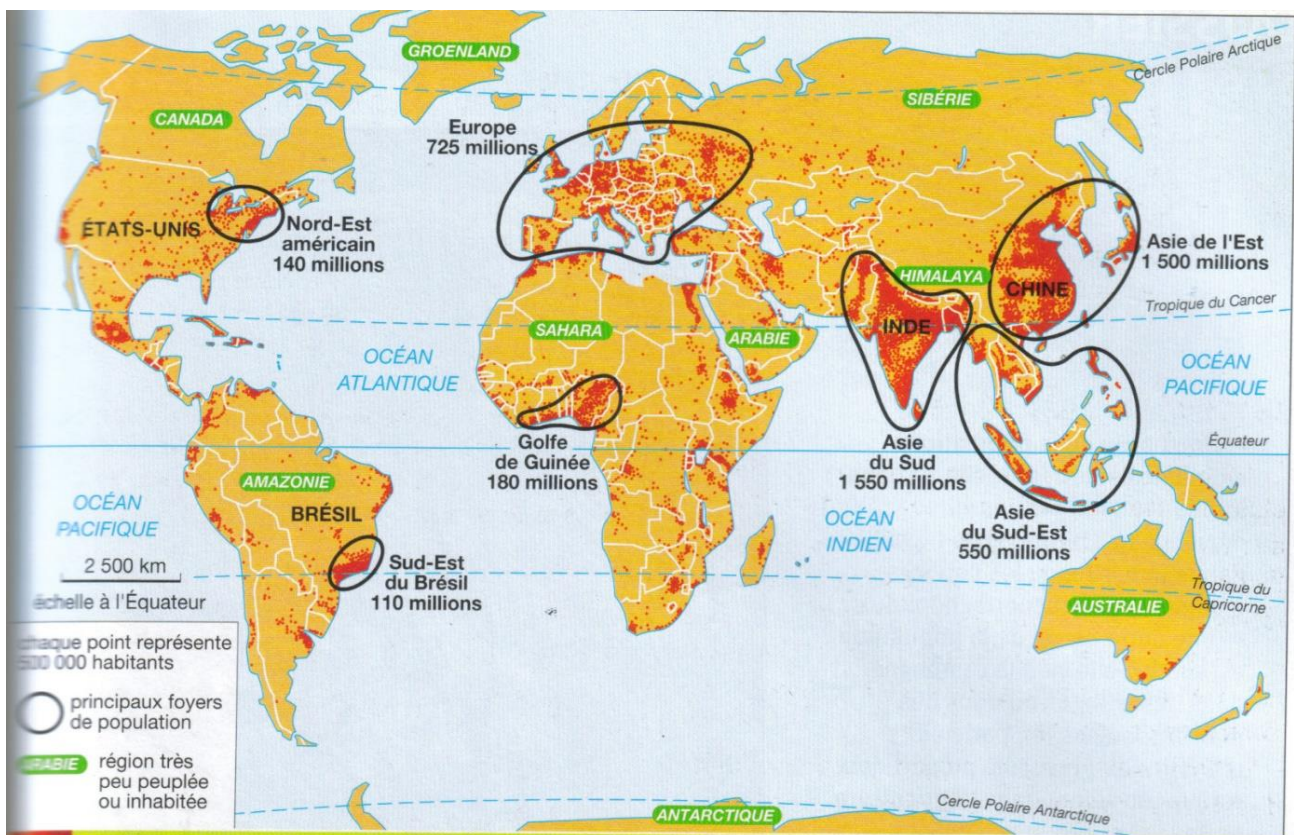 GROENLAND
Cercle Polaire Arctique
SIBÉRIE
CANADA
Europe
725 millions
ÉTATS-UNIS
Nord-Est
américain
140 millions
Asie de l'Est
1 500 millions
HIMALAYA
CHINE
Tropique du Cancer
SAHARA
ARABIE
INDE
OCÉAN
ATLANTIQUE
OCÉAN
PACIFIQUE
Golfe
de Guinée
180 millions
Équateur
Asie
du Sud
1 550 millions
AMAZONIE
BRÉSIL
OCÉAN
PACIFIQUE
OCÉAN
INDIEN
Asie
du Sud-Est
550 millions
2 500 km
échelle à l'Équateur
Sud-Est
du Brésil
110 millions
Tropique du
Capricorne
AUSTRALIE
chaque point représente
500 000 habitants
principaux foyers
de population
ARABIE
région très
peu peuplée
ou inhabitée
Cercle Polaire Antarctique
ANTARCTIQUE